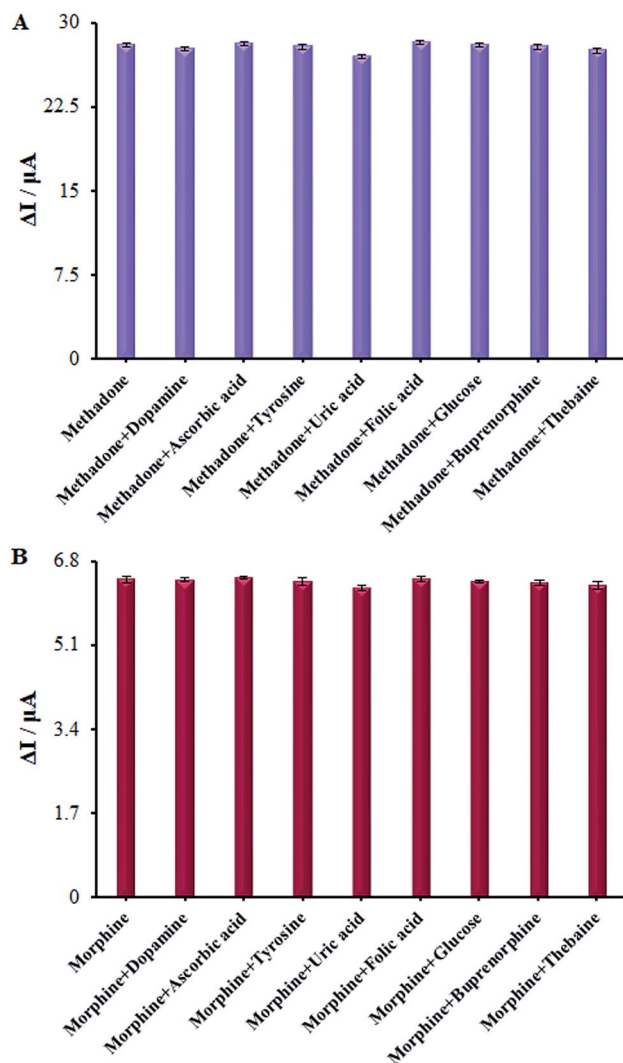 A
30
22.5
15
7.5
0
ΔI / µA
Methadone
Methadone+Dopamine
Methadone+Ascorbic acid
Methadone+Tyrosine
Methadone+Uric acid
Methadone+Folic acid
Methadone+Glucose
Methadone+Buprenorphine
Methadone+Thebaine
B
6.8
5.1
3.4
1.7
0
ΔI / µA
Morphine
Morphine+Dopamine
Morphine+Ascorbic acid
Morphine+Tyrosine
Morphine+Uric acid
Morphine+Folic acid
Morphine+Glucose
Morphine+Buprenorphine
Morphine+Thebaine